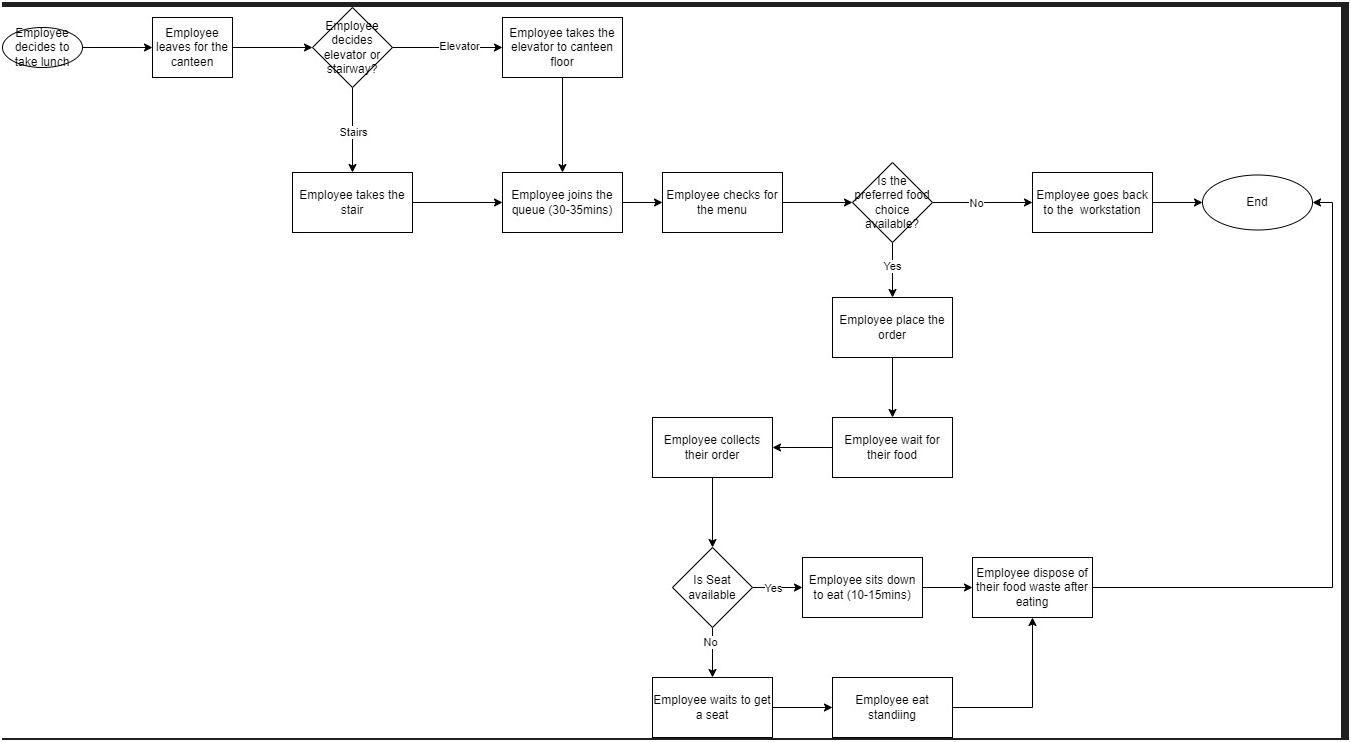 Employee
decides to
take lunch
Employee
leaves for the
canteen
Employee
decides
elevator or
stairway?
Elevator
Employee takes the
elevator to canteen
floor
Stairs
Employee takes the
stair
Employee joins the
queue (30-35mins)
Employee checks for
the menu
Is the
preferred food
choice
available?
No
Employee goes back
to the workstation
End
Yes
Employee place the
order
Employee wait for
their food
Employee collects
their order
Is Seat
available
Yes
Employee sits down
to eat (10-15mins)
Employee dispose of
their food waste after
eating
No
Employee waits to get
a seat
Employee eat
standiing